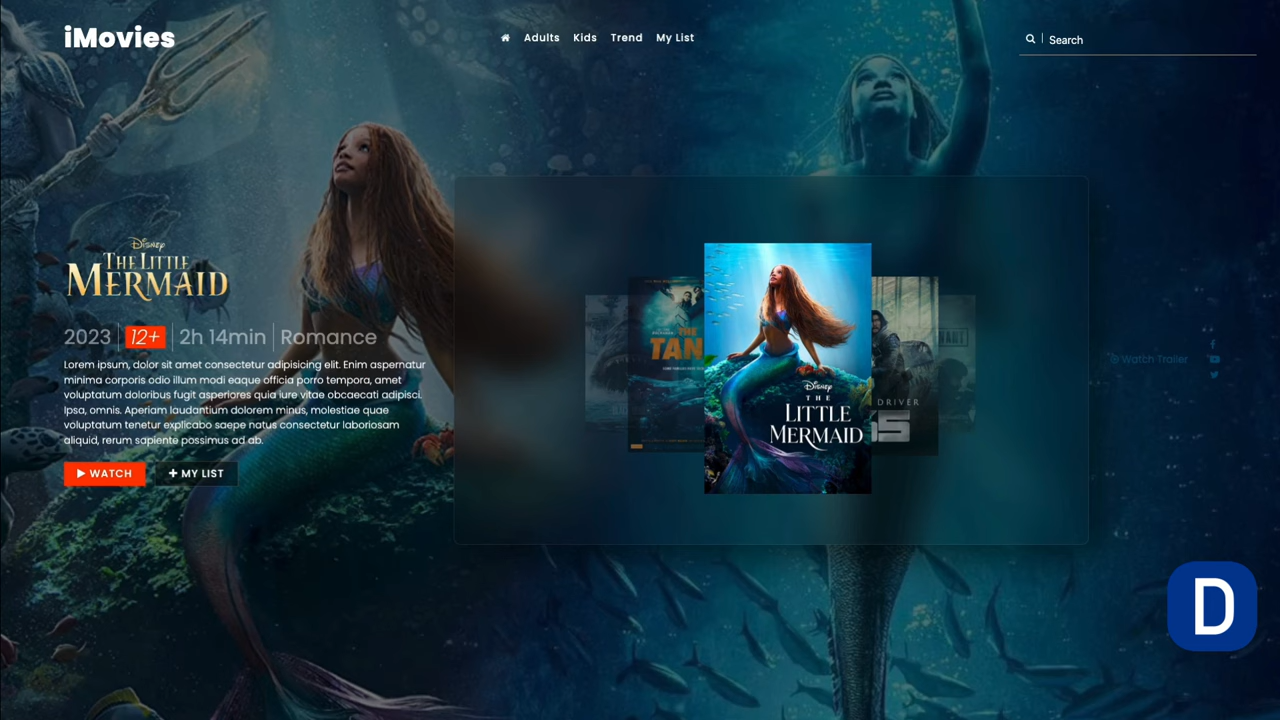 iMovies
Adults Kids Trend My List
Search
Disney
THE LITTLE
MERMAID
2023 12+ 2h 14min Romance
Lorem ipsum, dolor sit amet consectetur adipisicing elit. Enim aspernatur
minima corporis odio illum modi eaque officia porro tempora, amet
voluptatum doloribus fugit asperiores quia iure vitae obcaecati adipisci.
Ipsa, omnis. Aperiam laudantium dolorem minus, molestiae quae
voluptatum tenetur explicabo saepe natus consectetur laboriosam
aliquid, rerum sapiente possimus ad ab.
WATCH
MY LIST
THE
TAN
Disney
THE
LITTLE
MERMAID
DRIVER
Watch Trailer
D